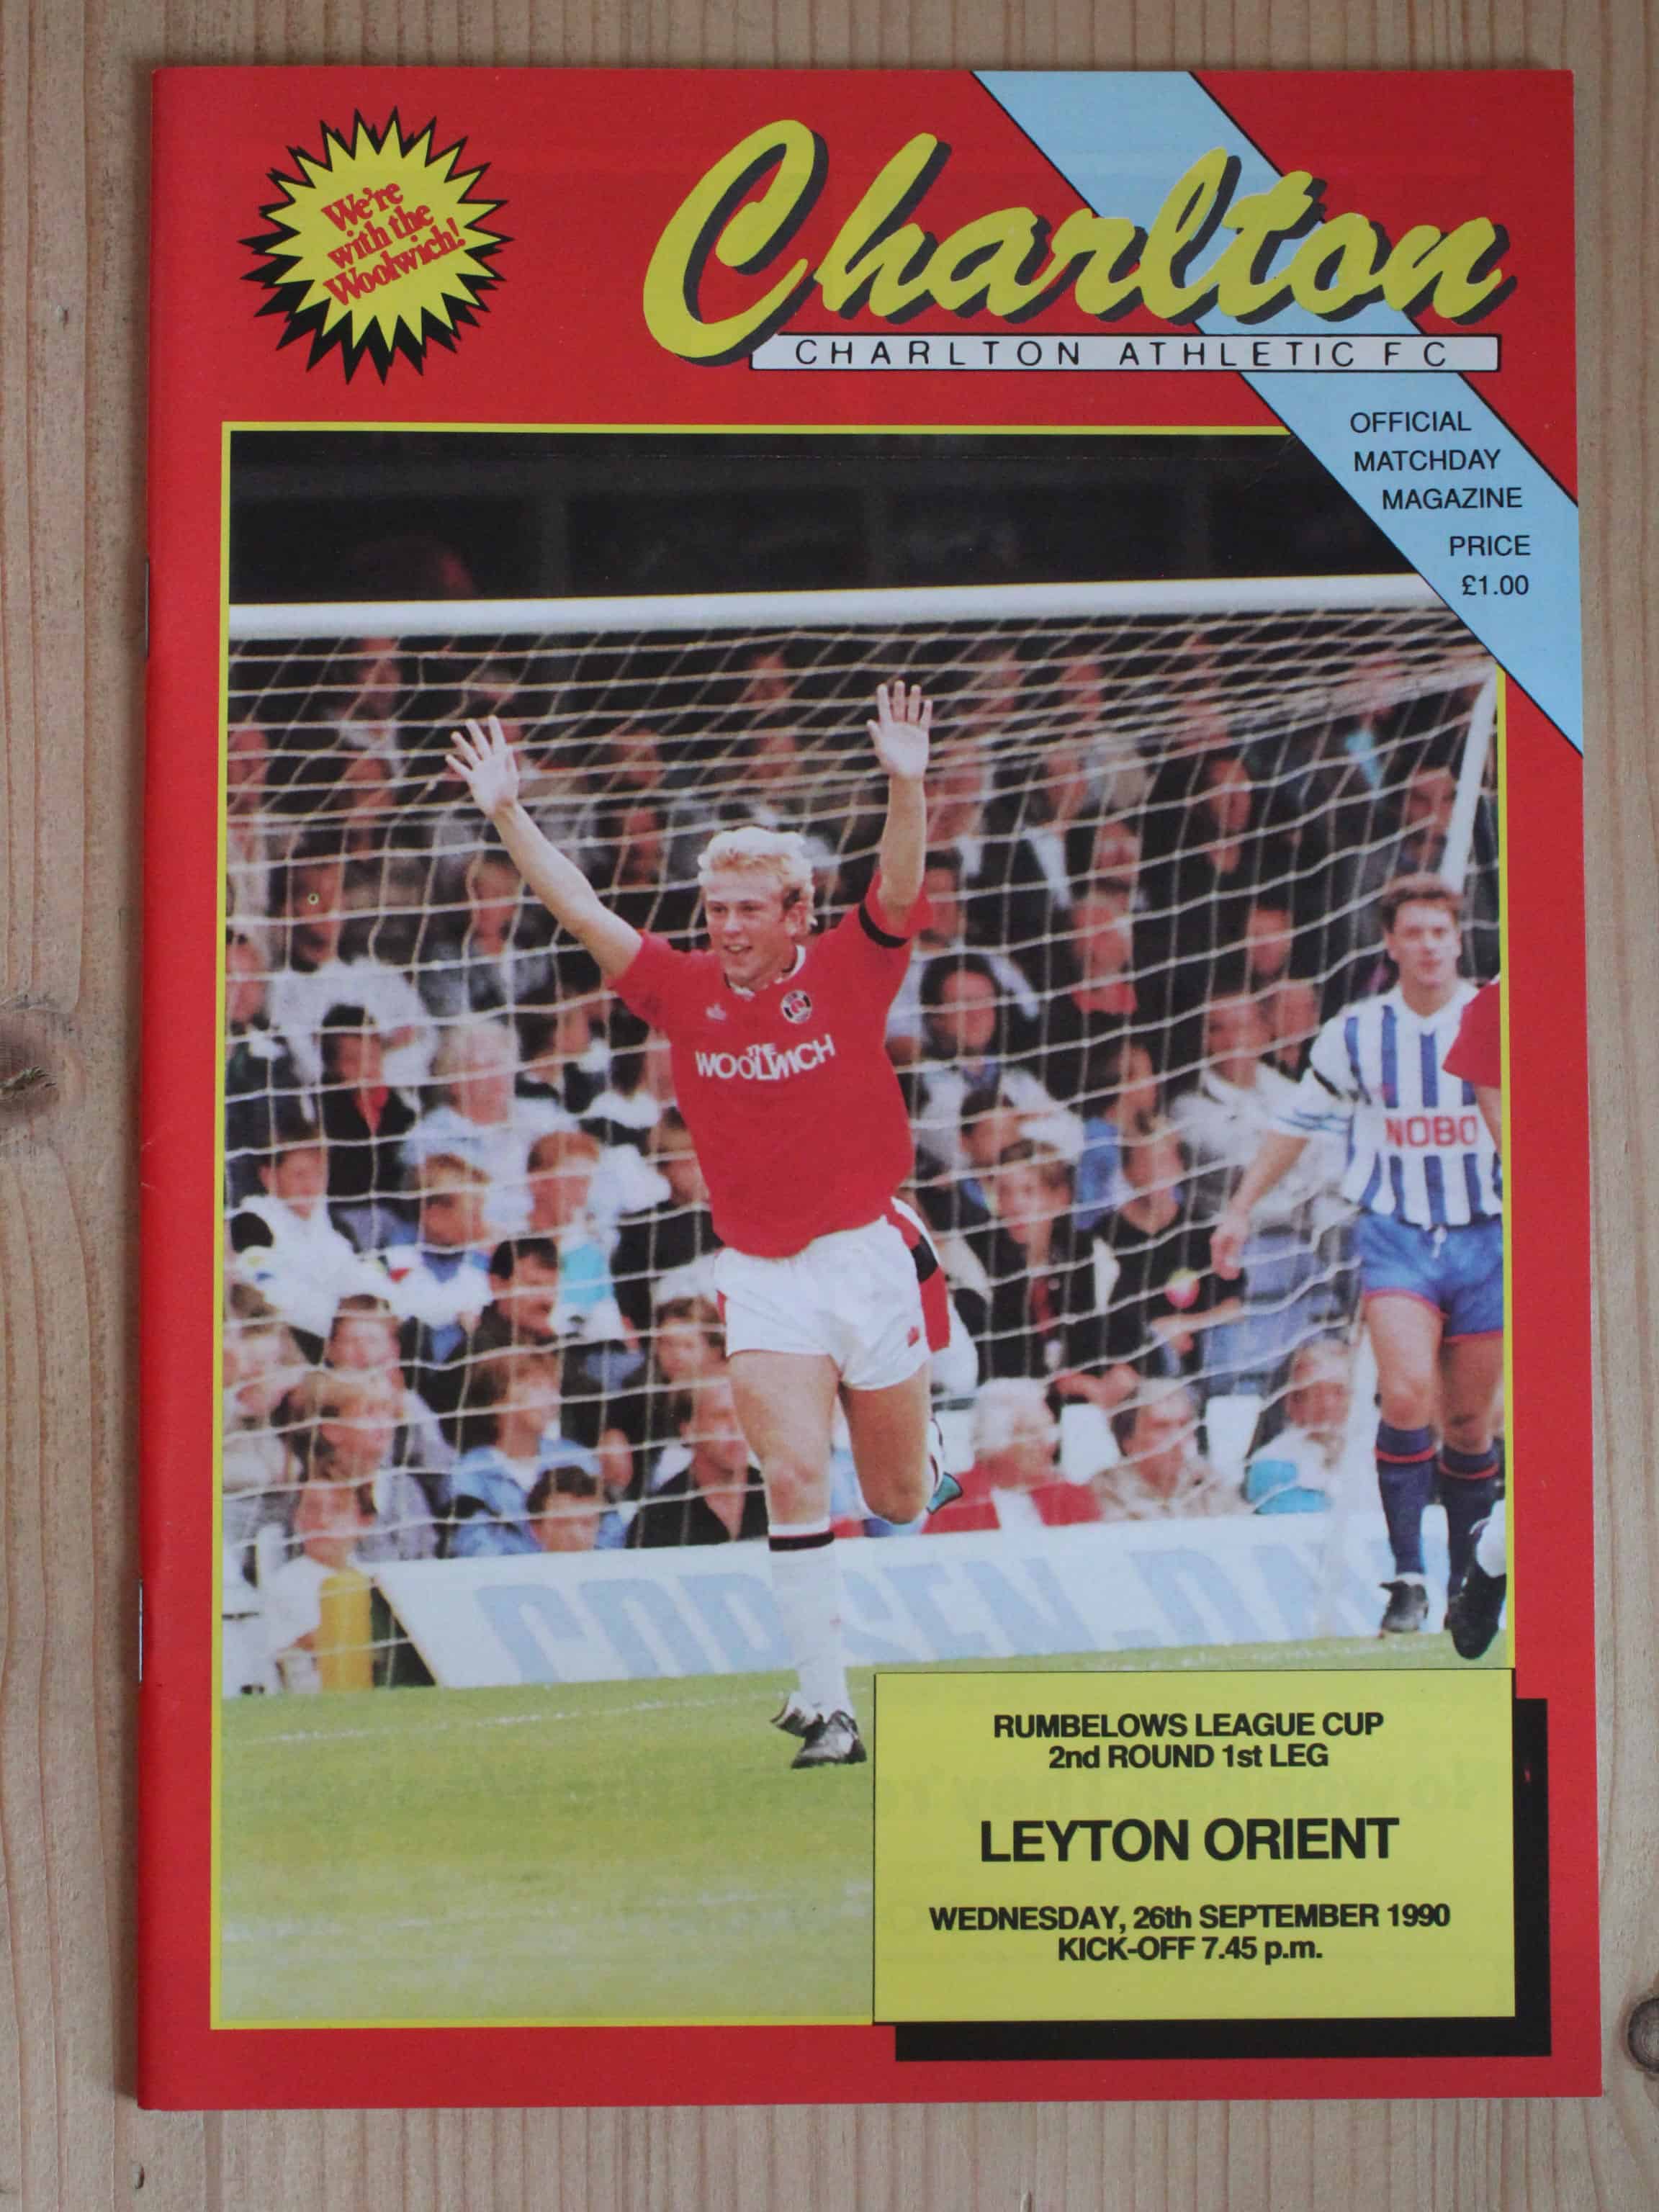 We're
with the
Woolwich!
Charlton
CHARLTON ATHLETIC FC
OFFICIAL
MATCHDAY
MAGAZINE
PRICE
£1.00
THE
WOOLWICH
NOBO
RUMBELOWS LEAGUE CUP
2nd ROUND 1st LEG
LEYTON ORIENT
WEDNESDAY, 26th SEPTEMBER 1990
KICK-OFF 7.45 p.m.